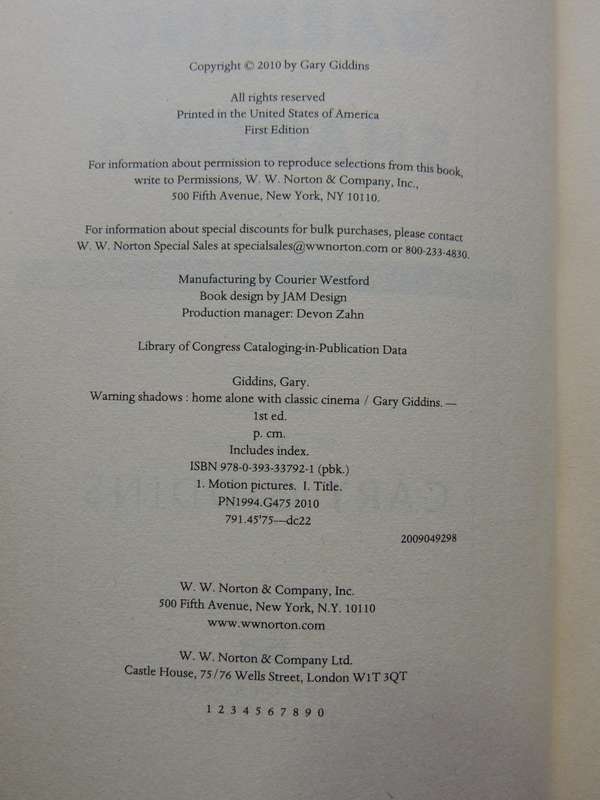 Copyright © 2010 by Gary Giddins
All rights reserved
Printed in the United States of America
First Edition
For information about permission to reproduce selections from this book,
write to Permissions, W. W. Norton & Company, Inc.,
500 Fifth Avenue, New York, NY 10110.
For information about special discounts for bulk purchases, please contact
W. W. Norton Special Sales at specialsales@wwnorton.com or 800-233-4830.
Manufacturing by Courier Westford
Book design by JAM Design
Production manager: Devon Zahn
Library of Congress Cataloging-in-Publication Data
Giddins, Gary.
Warning shadows : home alone with classic cinema / Gary Giddins. —
1st ed.
p. cm.
Includes index.
ISBN 978-0-393-33792-1 (pbk.)
1. Motion pictures. I. Title.
PN1994.G475 2010
791.45'75—dc22
2009049298
W. W. Norton & Company, Inc.
500 Fifth Avenue, New York, N.Y. 10110
www.wwnorton.com
W. W. Norton & Company Ltd.
Castle House, 75/76 Wells Street, London W1T 3QT
1 2 3 4 5 6 7 8 9 0